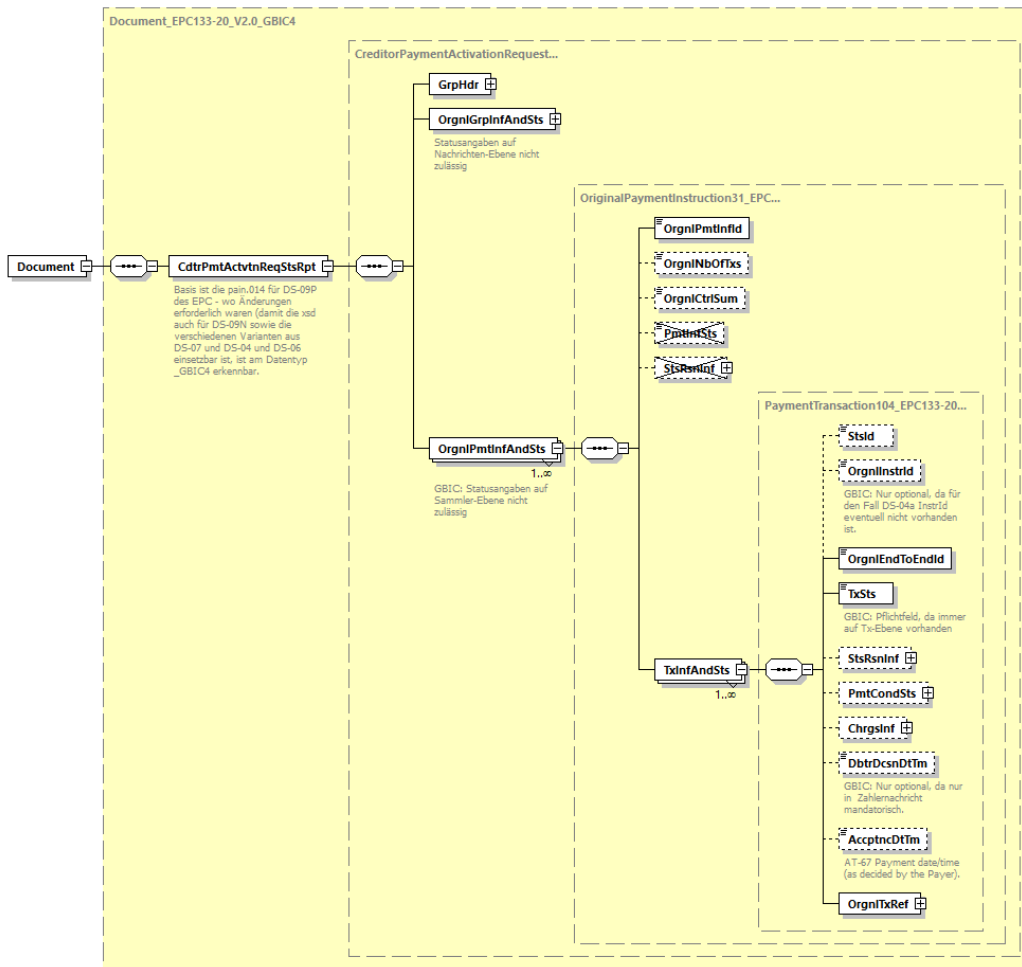 Document_EPC133-20_V2.0_GBIC4
CreditorPaymentActivationRequest...
GrpHdr
OrgnlGrpInfAndSts
Statusangaben auf
Nachrichten-Ebene nicht
zulässig
OriginalPaymentInstruction31_EPC...
OrgnlPmtInfId
OrgnlNbOfTxs
OrgnlCtrlSum
PmtInfSts
StsRsnInf
Document
CdtrPmtActvtnReqStsRpt
Basis ist die pain.014 für DS-09P
des EPC - wo Änderungen
erforderlich waren (damit die xsd
auch für DS-09N sowie die
verschiedenen Varianten aus
DS-07 und DS-04 und DS-06
einsetzbar ist, ist am Datentyp
_GBIC4 erkennbar.
OrgnlPmtInfAndSts
1..∞
GBIC: Statusangaben auf
Sammler-Ebene nicht
zulässig
PaymentTransaction104_EPC133-20...
StsId
OrgnlInstrId
GBIC: Nur optional, da für
den Fall DS-04a InstrId
eventuell nicht vorhanden
ist.
OrgnlEndToEndId
TxSts
GBIC: Pflichtfeld, da immer
auf Tx-Ebene vorhanden
TxInfAndSts
1..∞
StsRsnInf
PmtCondSts
ChrgsInf
DbtrDcsnDtTm
GBIC: Nur optional, da nur
in Zahlernachricht
mandatorisch.
AccptncDtTm
AT-67 Payment date/time
(as decided by the Payer).
OrgnlTxRef